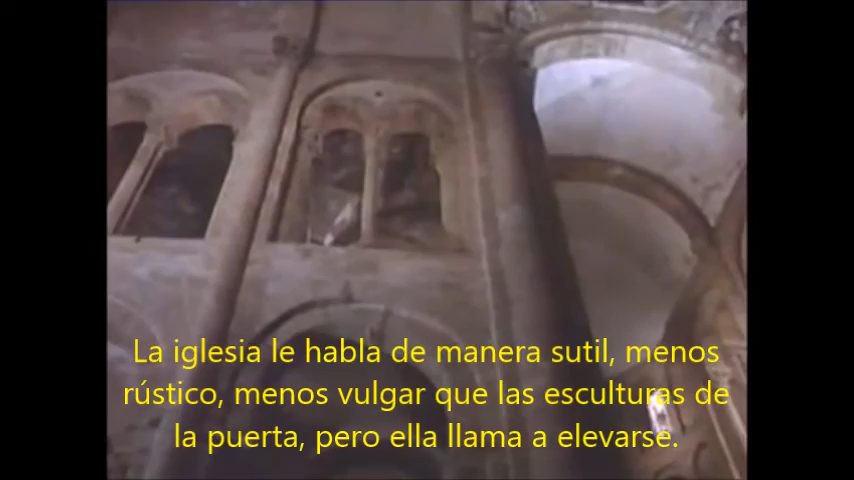 La iglesia le habla de manera sutil, menos
rústico, menos vulgar que las esculturas de
la puerta, pero ella llama a elevarse.